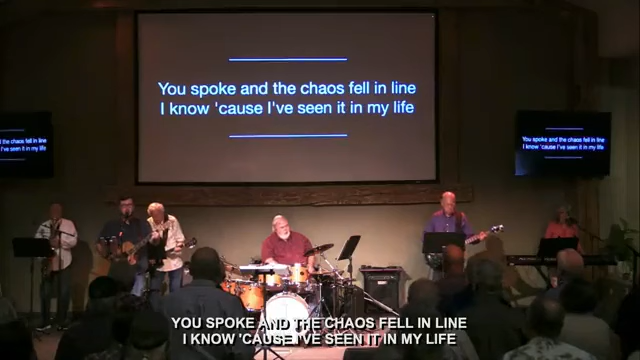 You spoke and the chaos fell in line
I know 'cause I've seen it in my life
s spoke and the chaos fell in line
now 'cause I've seen it in my life
You spoke and the chaos fell in line
I know 'cause I've seen it in my life
YOU SPOKE AND THE CHAOS FELL IN LINE
I KNOW 'CAUSE I'VE SEEN IT IN MY LIFE